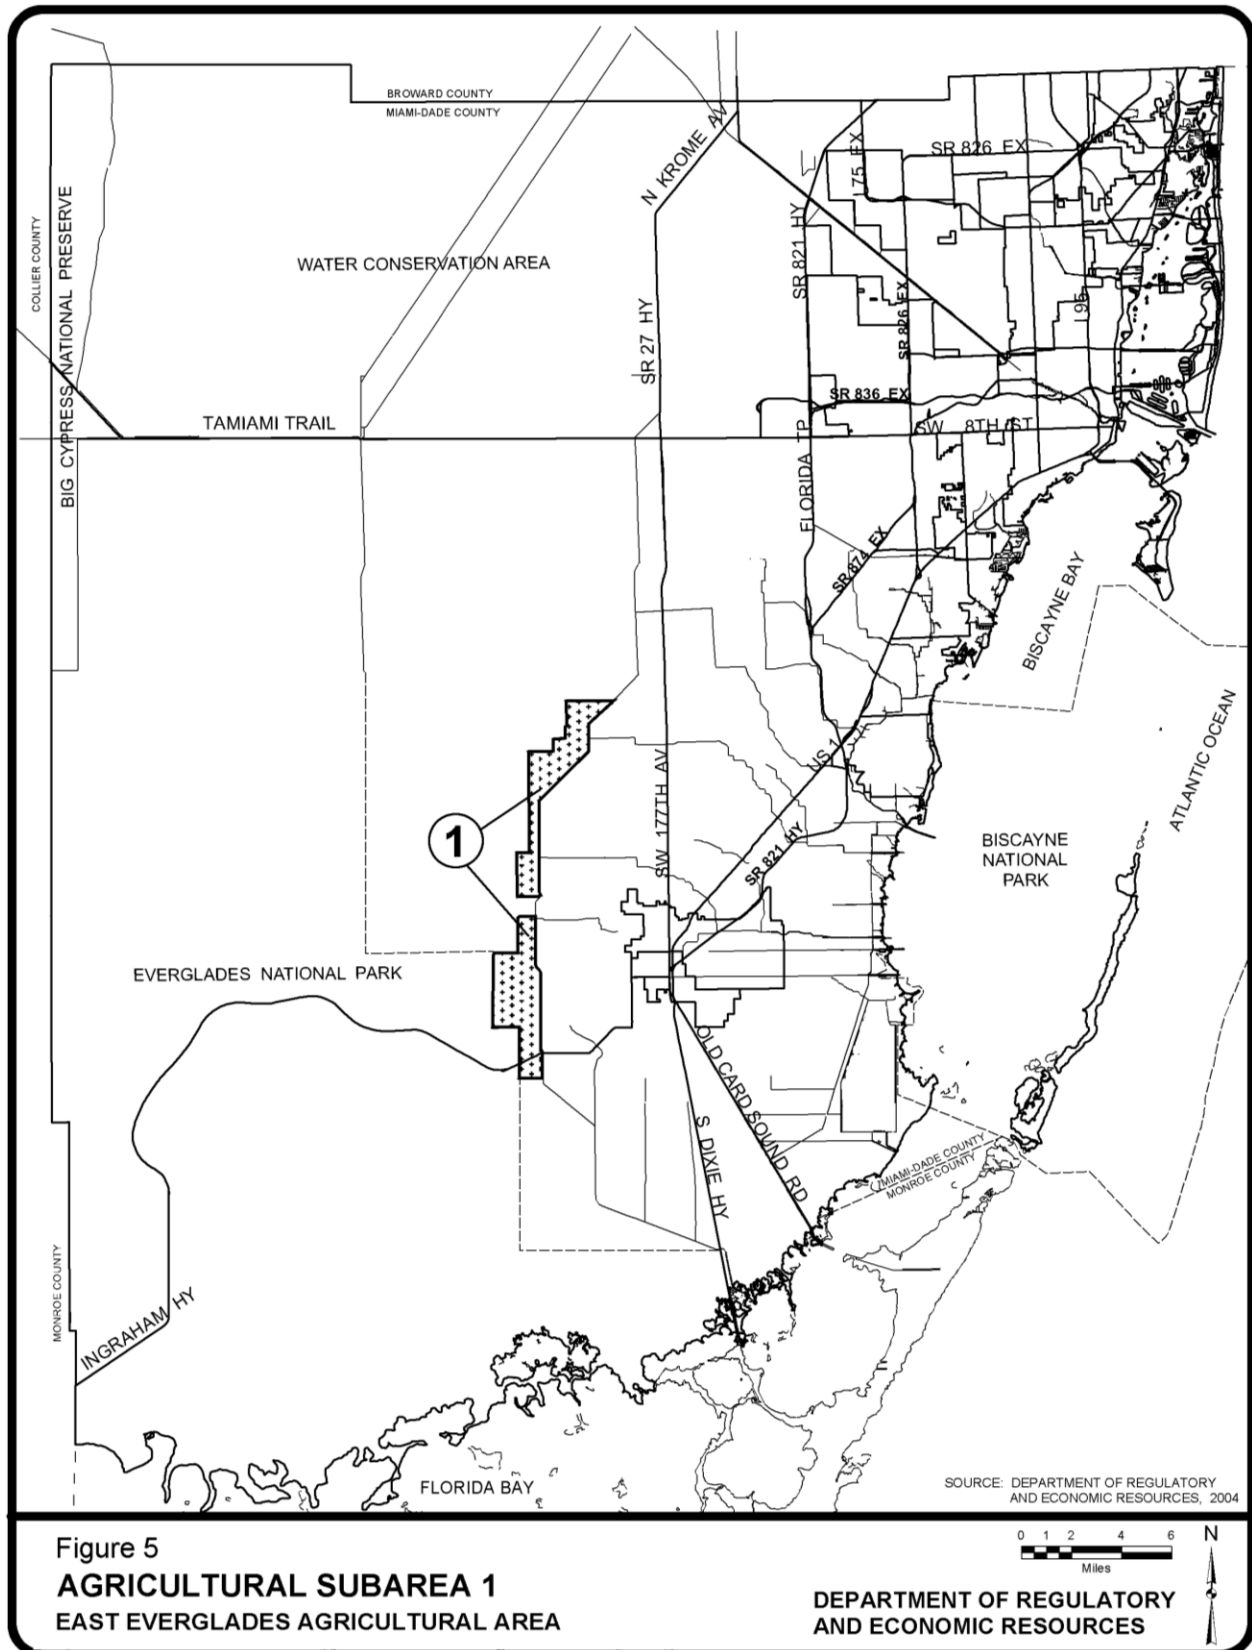 BROWARD COUNTY
MIAMI-DADE COUNTY
N KROME AV
I 75 EX
SR 826 EX
COLLIER COUNTY
BIG CYPRESS NATIONAL PRESERVE
WATER CONSERVATION AREA
SR 821 HY
SR 27 HY
SR 826 EX
I 95
SR 836 EX
TAMIAMI TRAIL
SW 8TH ST
FLORIDA TP
SR 874 EX
BISCAYNE BAY
ATLANTIC OCEAN
US 1
SW 177TH AV
1
SR 821 HY
BISCAYNE
NATIONAL
PARK
EVERGLADES NATIONAL PARK
OLD CARD SOUND RD
S DIXIE HY
MIAMI-DADE COUNTY
MONROE COUNTY
MONROE COUNTY
INGRAHAM HY
FLORIDA BAY
SOURCE: DEPARTMENT OF REGULATORY
AND ECONOMIC RESOURCES, 2004
Figure 5
AGRICULTURAL SUBAREA 1
EAST EVERGLADES AGRICULTURAL AREA
0 1 2 4 6
Miles
N
DEPARTMENT OF REGULATORY
AND ECONOMIC RESOURCES